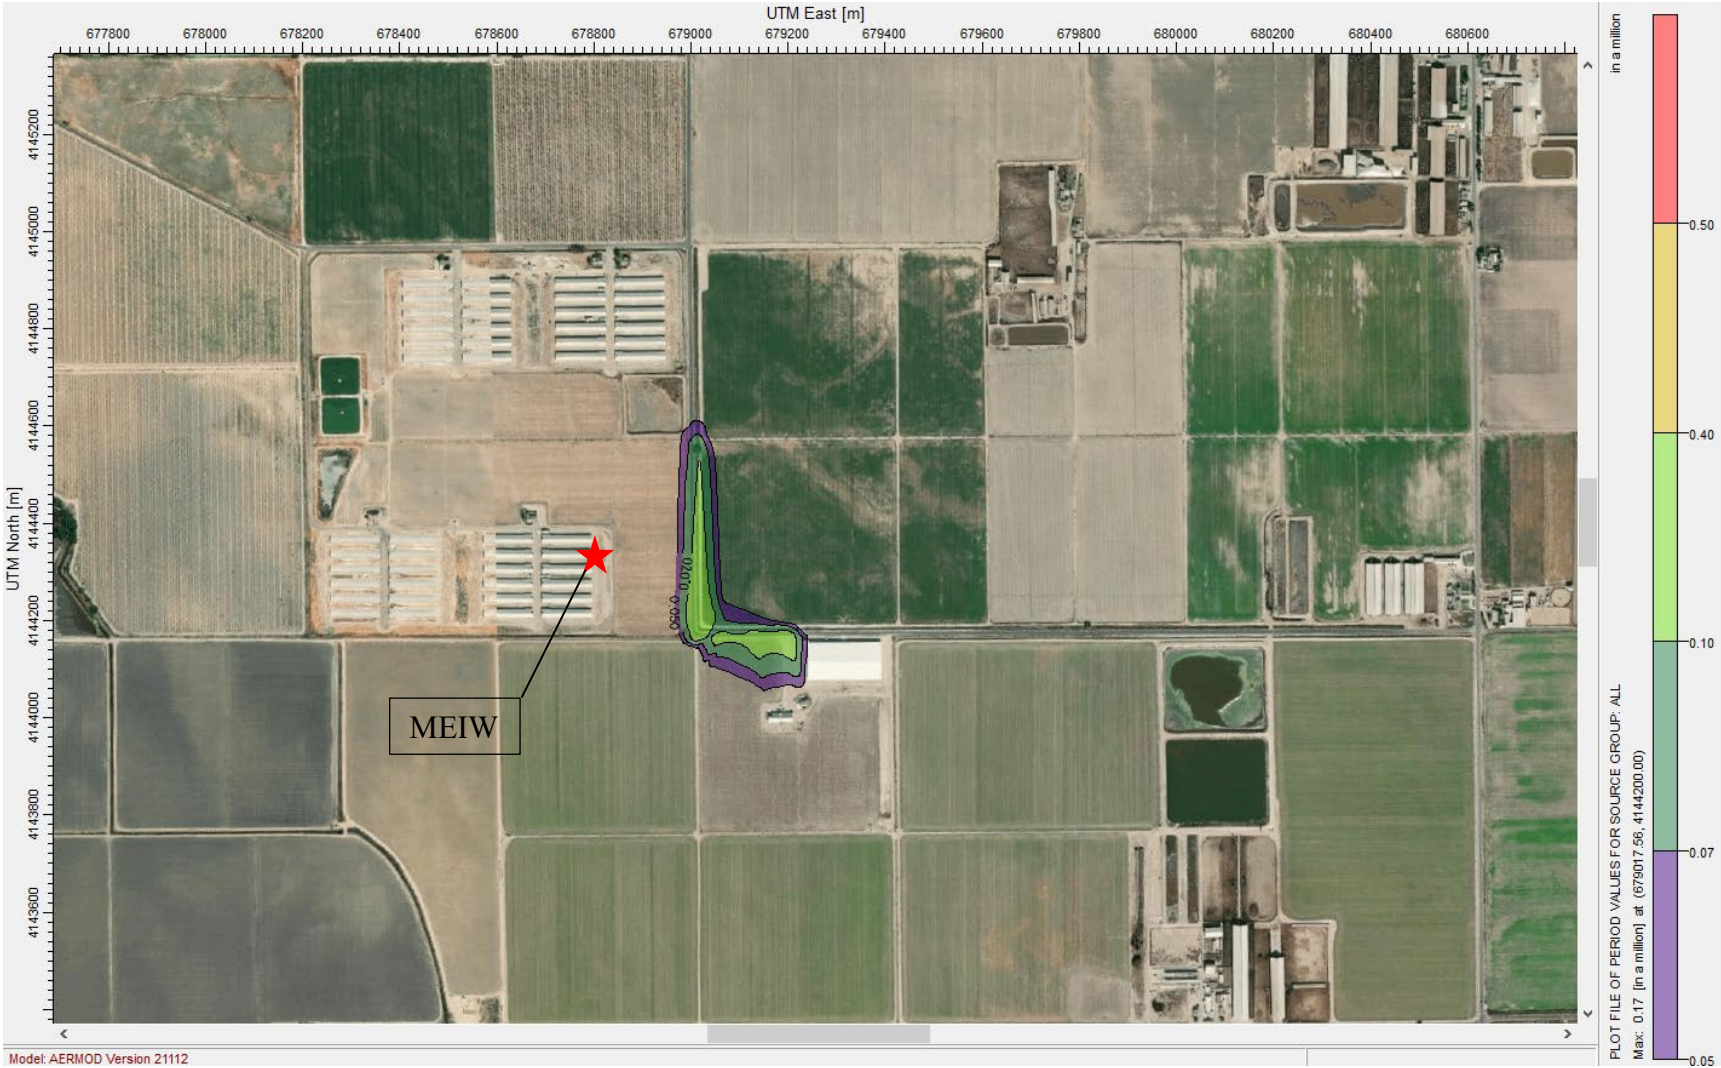 UTM East [m]
677800 678000 678200 678400 678600 678800 679000 679200 679400 679600 679800 680000 680200 680400 680600
UTM North [m]
4145200
4145000
4144800
4144600
4144400
4144200
4144000
4143800
4143600
0.070
0.050
MEIW
in a million
0.50
0.40
0.10
0.07
0.05
PLOT FILE OF PERIOD VALUES FOR SOURCE GROUP: ALL
Max: 0.17 [in a million] at (679017.56, 4144200.00)
Model: AERMOD Version 21112